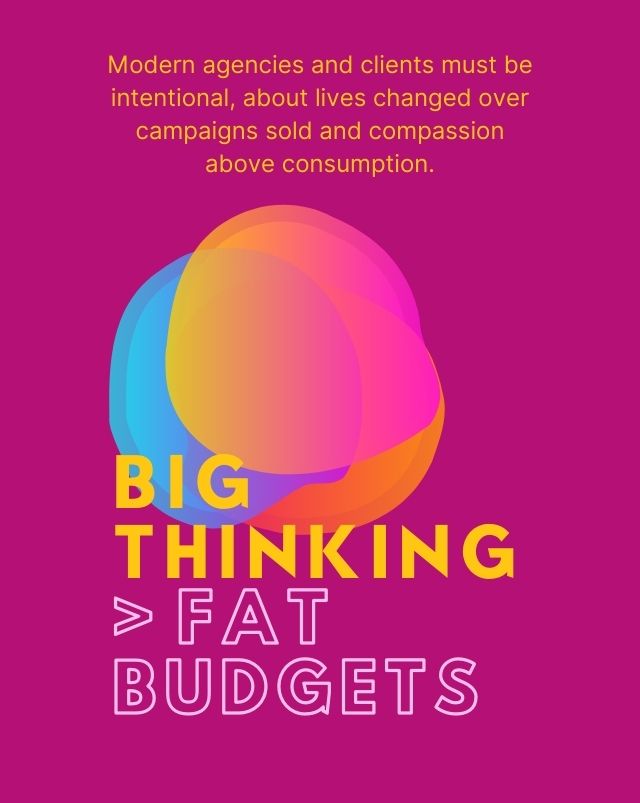 Modern agencies and clients must be
intentional, about lives changed over
campaigns sold and compassion
above consumption.
BIG
THINKING
> FAT
BUDGETS